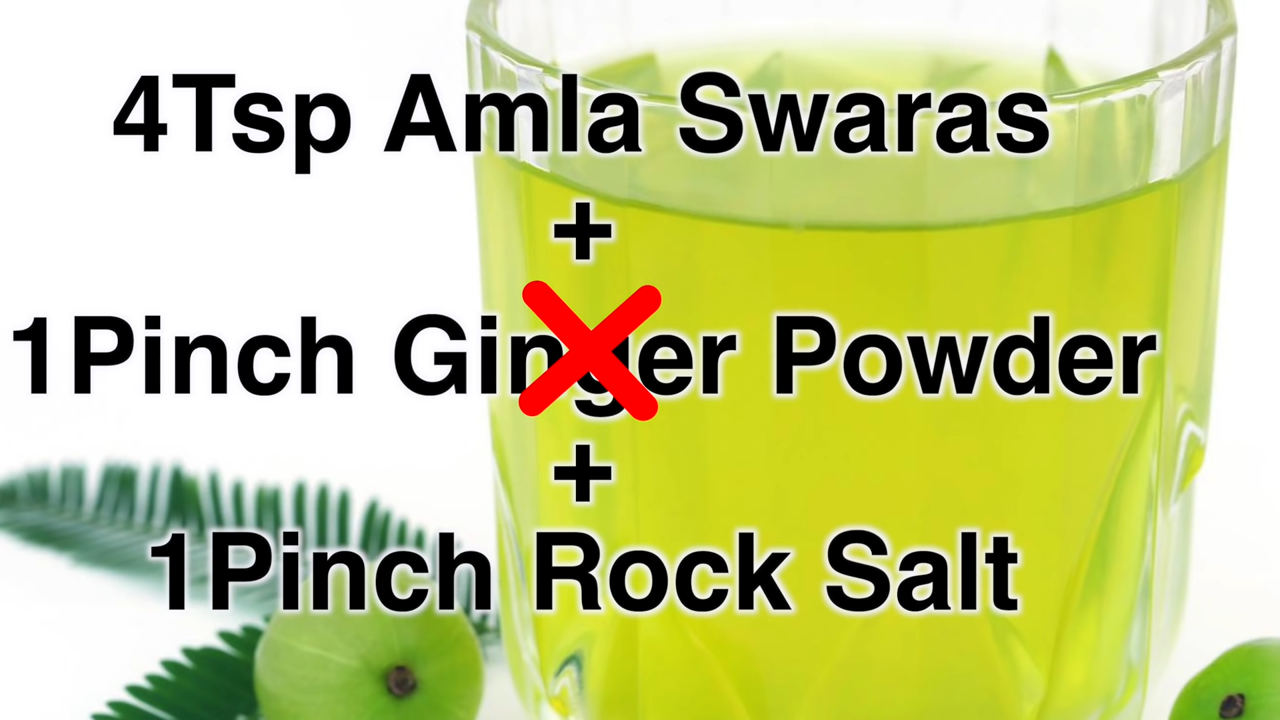 4Tsp Amla Swaras
+
1Pinch Ginger Powder
+
1Pinch Rock Salt